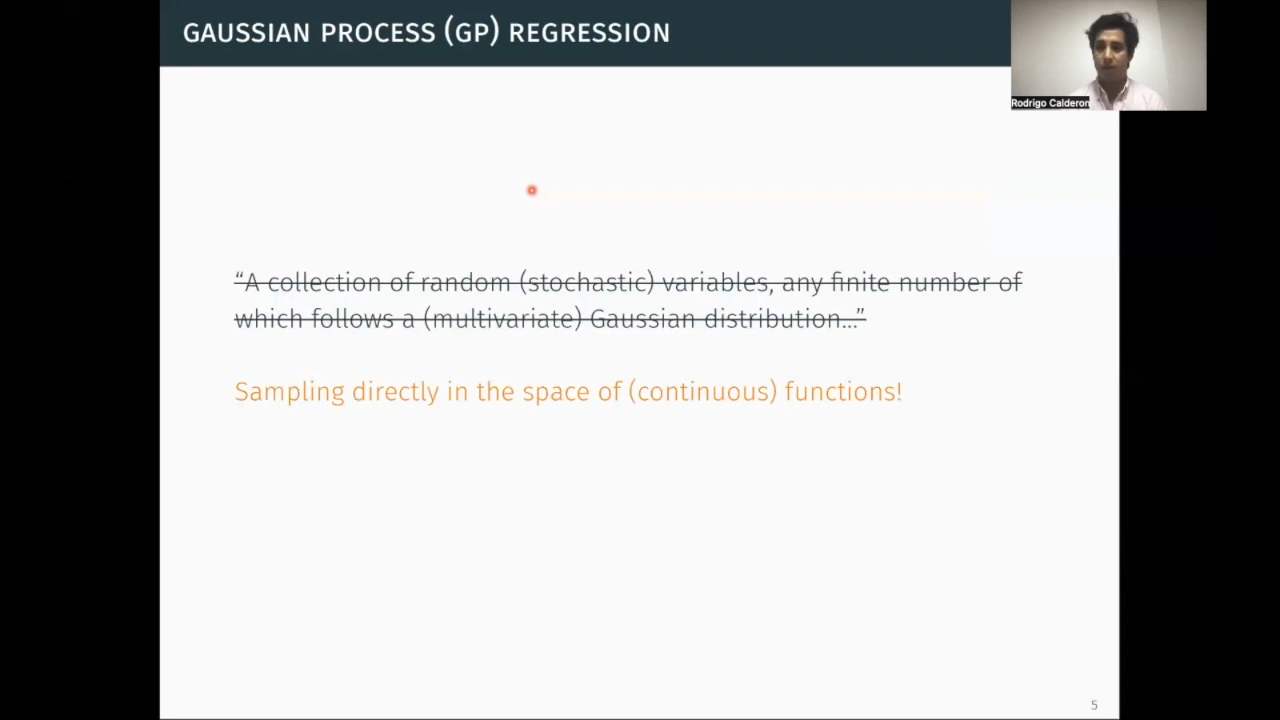 GAUSSIAN PROCESS (GP) REGRESSION
Rodrigo Calderon
“A collection of random (stochastic) variables, any finite number of
which follows a (multivariate) Gaussian distribution...”
Sampling directly in the space of (continuous) functions!
5